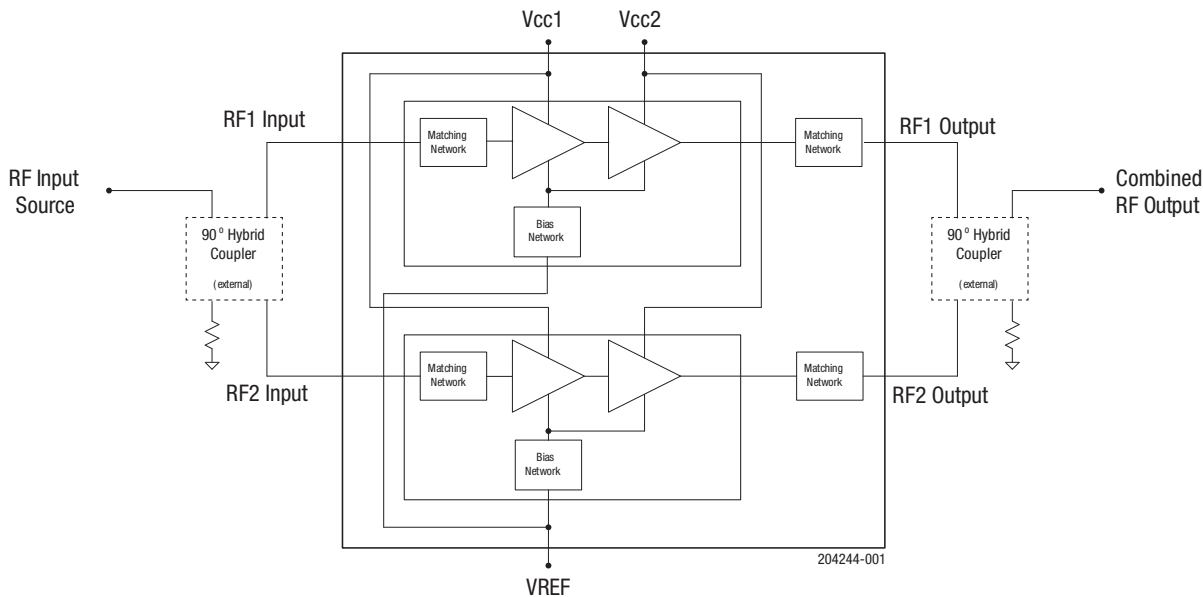 Vcc1
Vcc2
RF1 Input
Matching
Network
Matching
Network
RF1 Output
RF Input
Source
Combined
RF Output
Bias
Network
90° Hybrid
Coupler
(external)
90° Hybrid
Coupler
(external)
Matching
Network
Matching
Network
RF2 Input
RF2 Output
Bias
Network
204244-001
VREF